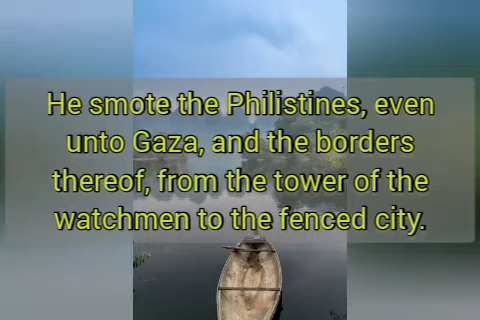 He smote the Philistines, even
unto Gaza, and the borders
thereof, from the tower of the
watchmen to the fenced city.